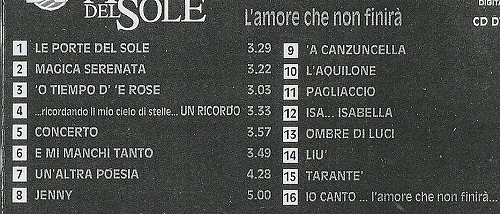 DEL SOLE
L'amore che non finirà
DIGITA
CD D
1 LE PORTE DEL SOLE 3.29
2 MAGICA SERENATA 3.22
3 'O TIEMPO D' 'E ROSE 3.03
4 ...ricordando il mio cielo di stelle... UN RICORDO 3.33
5 CONCERTO 3.57
6 E MI MANCHI TANTO 3.49
7 UN'ALTRA POESIA 4.28
8 JENNY 5.00
9 'A CANZUNCELLA
10 L'AQUILONE
11 PAGLIACCIO
12 ISA... ISABELLA
13 OMBRE DI LUCI
14 LIU'
15 TARANTE'
16 IO CANTO ... l'amore che non finirà...